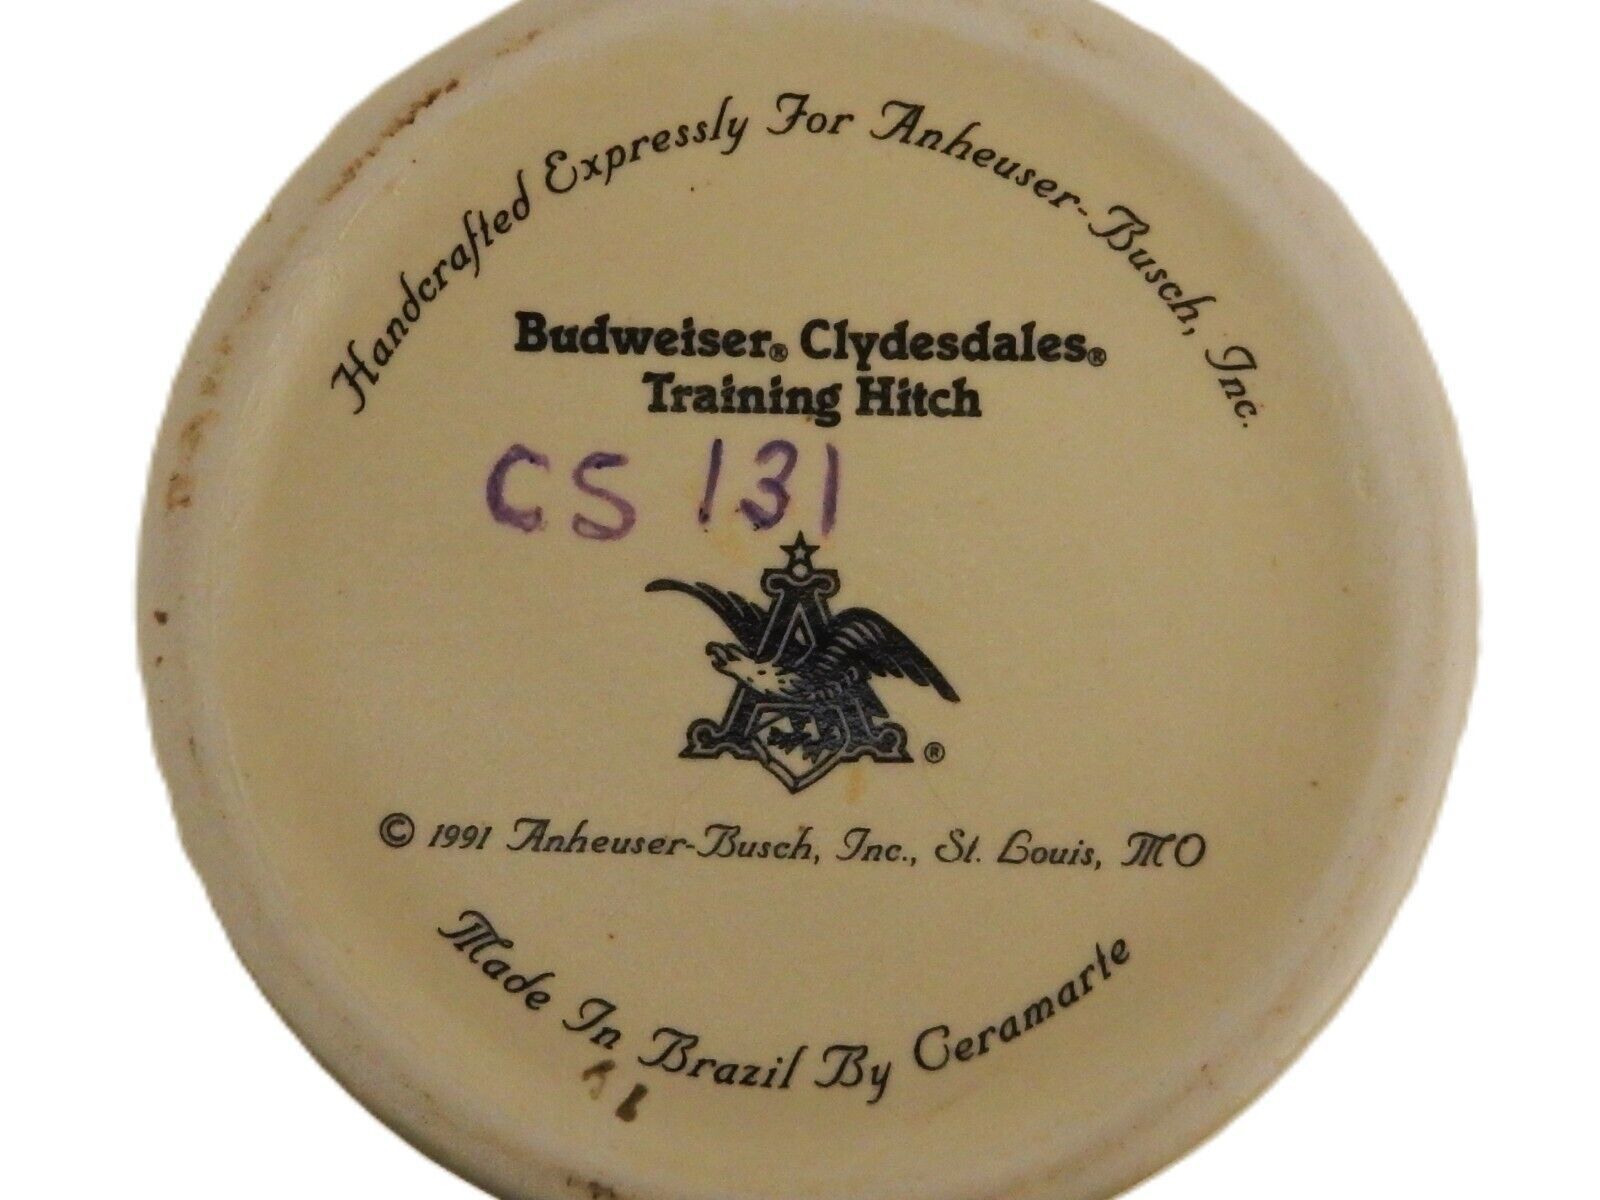 Handcrafted Expressly For Anheuser-Busch, Inc.
Budweiser® Clydesdales®
Training Hitch
CS 131
A
®
© 1991 Anheuser-Busch, Inc., St. Louis, MO
Made In Brazil By Ceramarte